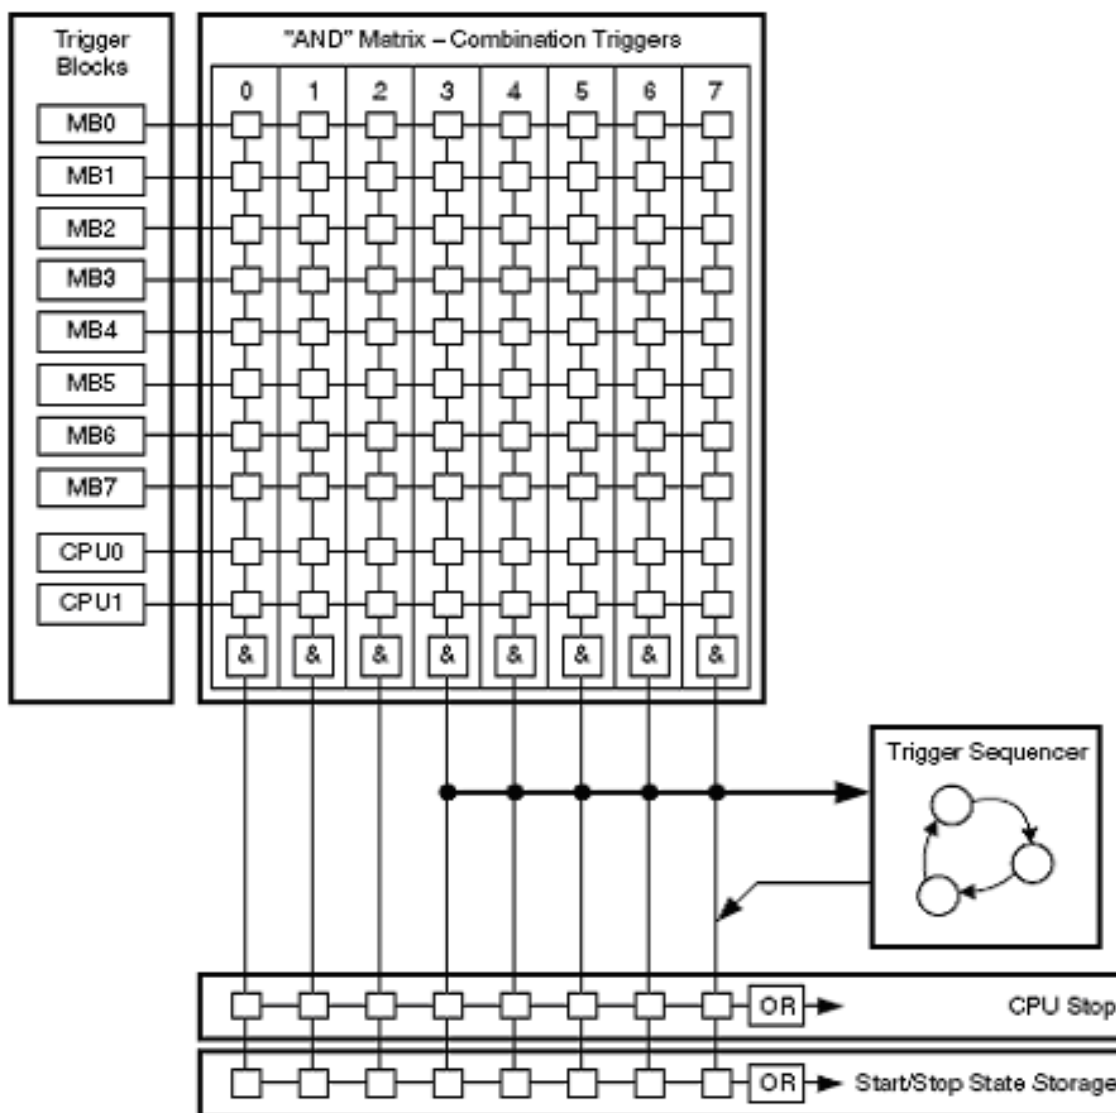 Trigger
Blocks
"AND" Matrix – Combination Triggers
0 1 2 3 4 5 6 7
MB0
MB1
MB2
MB3
MB4
MB5
MB6
MB7
CPU0
CPU1
& & & & & & & &
Trigger Sequencer
OR CPU Stop
OR Start/Stop State Storage